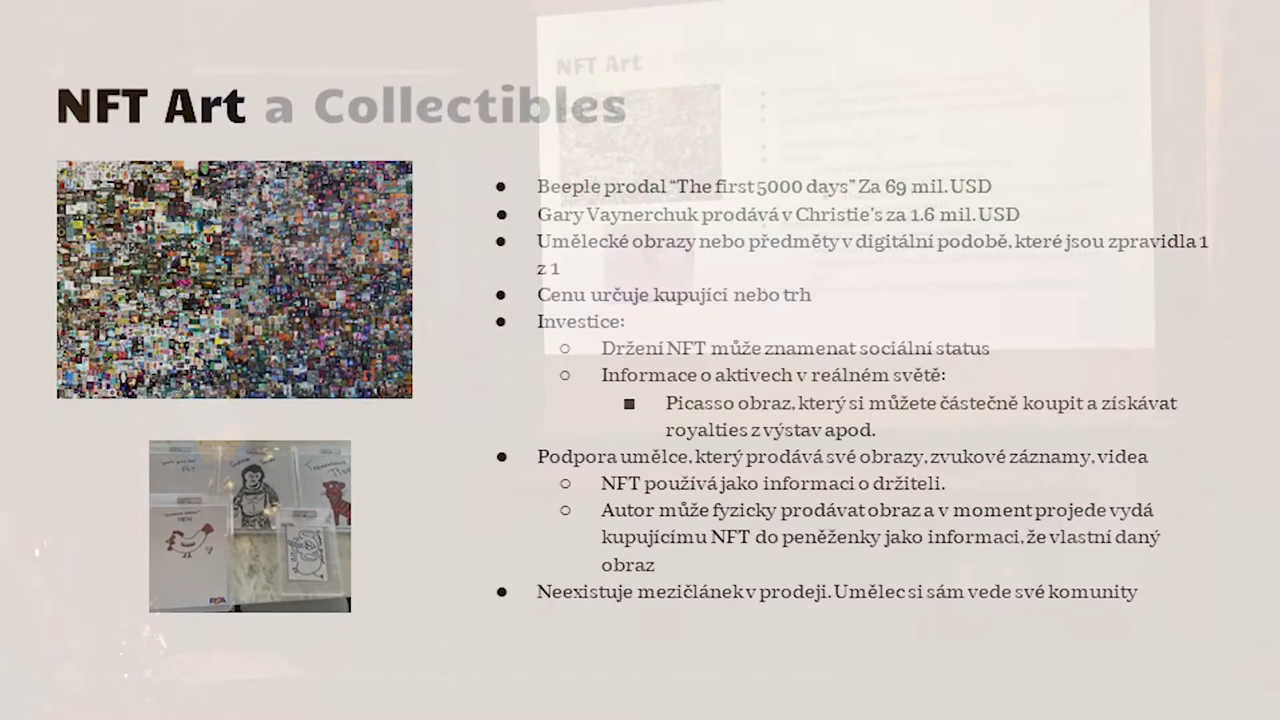 NFT Art a Collectibles
NFT Art
● Beeple prodal “The first 5000 days” Za 69 mil. USD
● Gary Vaynerchuk prodává v Christie's za 1.6 mil. USD
● Umělecké obrazy nebo předměty v digitální podobě, které jsou zpravidla 1
z 1
● Cenu určuje kupující nebo trh
● Investice:
○ Držení NFT může znamenat sociální status
○ Informace o aktivech v reálném světě:
■ Picasso obraz, který si můžete částečně koupit a získávat
royalties z výstav apod.
● Podpora umělce, který prodává své obrazy, zvukové záznamy, videa
○ NFT používá jako informaci o držiteli.
○ Autor může fyzicky prodávat obraz a v moment projede vydá
kupujícímu NFT do peněženky jako informaci, že vlastní daný
obraz
● Neexistuje mezičlánek v prodeji. Umělec si sám vede své komunity